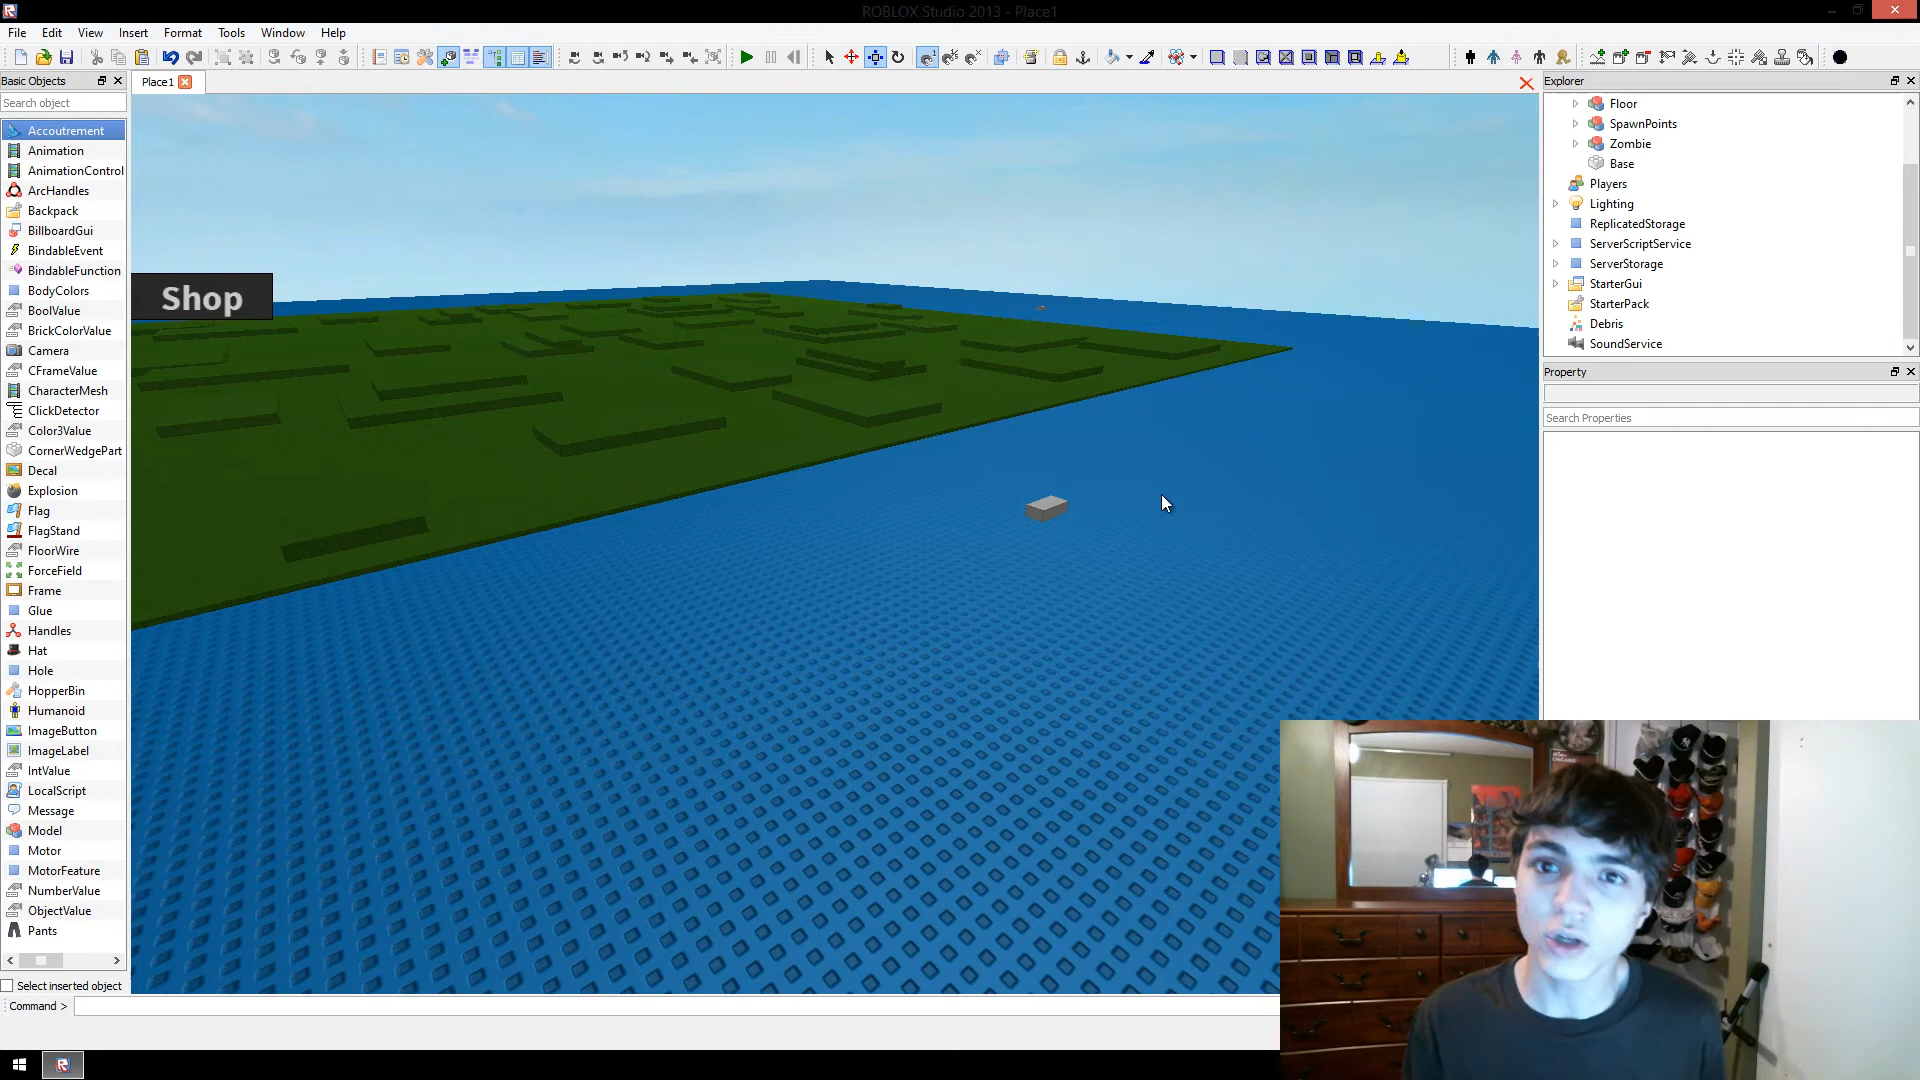 ROBLOX Studio 2013 - Place1
File Edit View Insert Format Tools Window Help
Basic Objects
Search object
Accoutrement
Animation
AnimationControl
ArcHandles
Backpack
BillboardGui
BindableEvent
BindableFunction
BodyColors
BoolValue
BrickColorValue
Camera
CFrameValue
CharacterMesh
ClickDetector
Color3Value
CornerWedgePart
Decal
Explosion
Flag
FlagStand
FloorWire
ForceField
Frame
Glue
Handles
Hat
Hole
HopperBin
Humanoid
ImageButton
ImageLabel
IntValue
LocalScript
Message
Model
Motor
MotorFeature
NumberValue
ObjectValue
Pants
Select inserted object
Command >
Place1
Shop
Explorer
Floor
SpawnPoints
Zombie
Base
Players
Lighting
ReplicatedStorage
ServerScriptService
ServerStorage
StarterGui
StarterPack
Debris
SoundService
Property
Search Properties